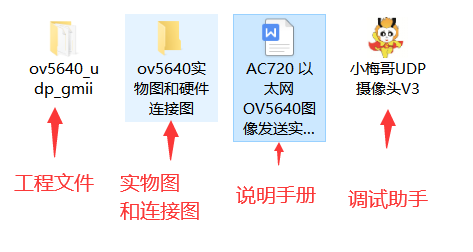 ov5640_u
dp_gmii
ov5640实
物图和硬件
连接图
AC720 以
太网
OV5640图
像发送实...
小梅哥UDP
摄像头V3
工程文件
实物图
和连接图
说明手册
调试助手